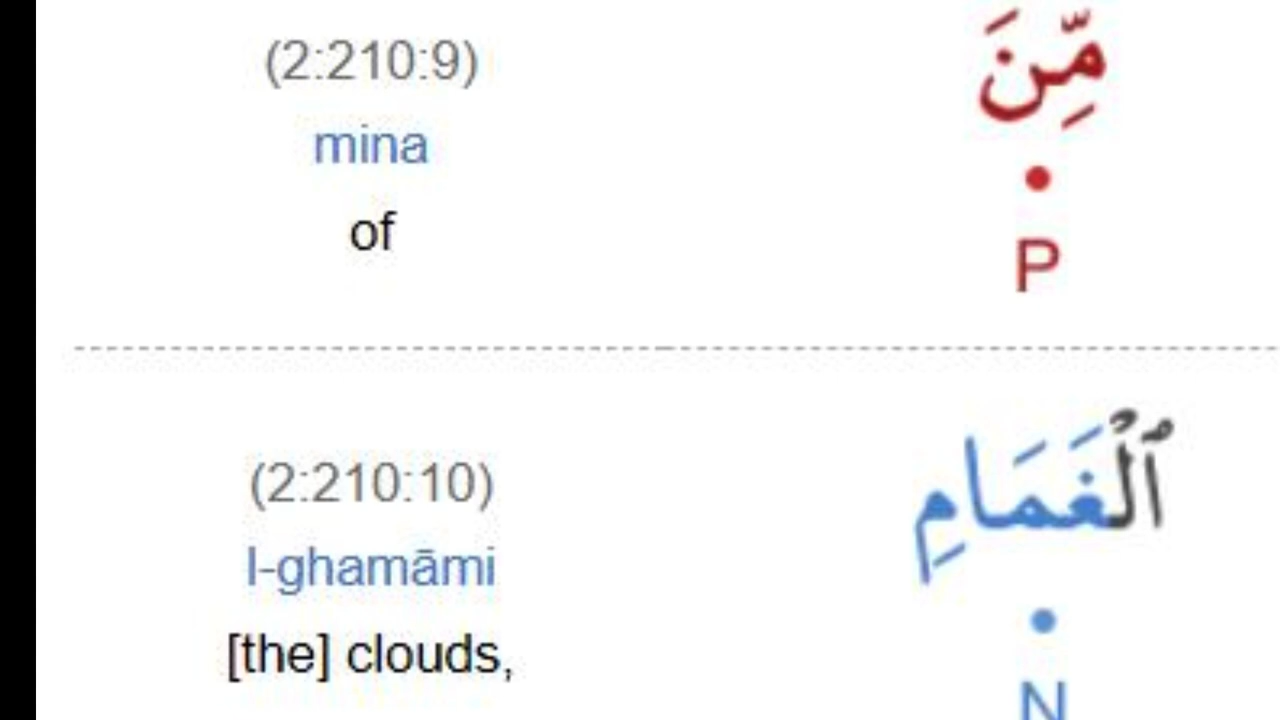 (2:210:9)
mina
of
مِّنَ
P
(2:210:10)
l-ghamāmi
[the] clouds,
ٱلْغَمَامِ
N